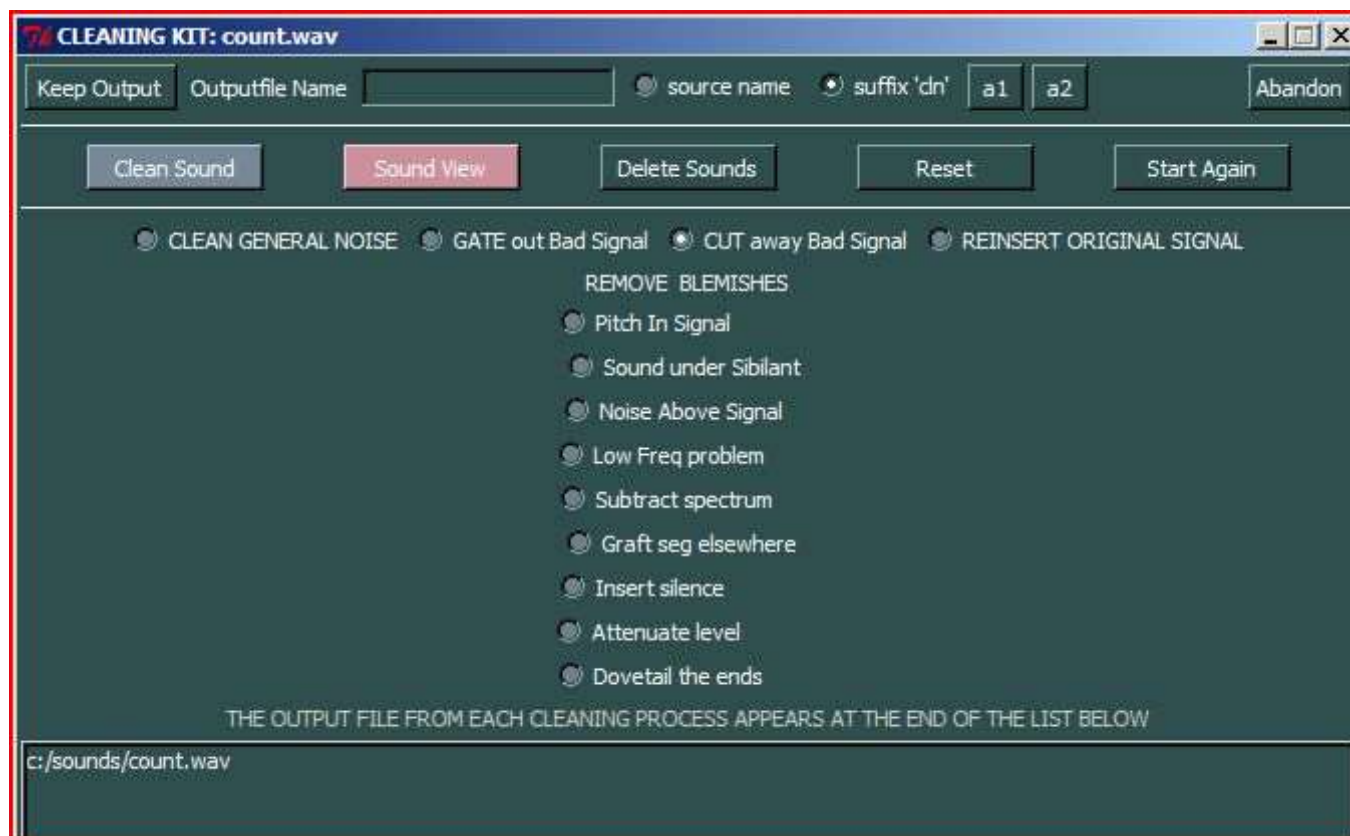 CLEANING KIT: count.wav
Keep Output Outputfile Name source name suffix 'cln' a1 a2 Abandon
Clean Sound Sound View Delete Sounds Reset Start Again
CLEAN GENERAL NOISE GATE out Bad Signal CUT away Bad Signal REINSERT ORIGINAL SIGNAL
REMOVE BLEMISHES
Pitch In Signal
Sound under Sibilant
Noise Above Signal
Low Freq problem
Subtract spectrum
Graft seg elsewhere
Insert silence
Attenuate level
Dovetail the ends
THE OUTPUT FILE FROM EACH CLEANING PROCESS APPEARS AT THE END OF THE LIST BELOW
c:/sounds/count.wav